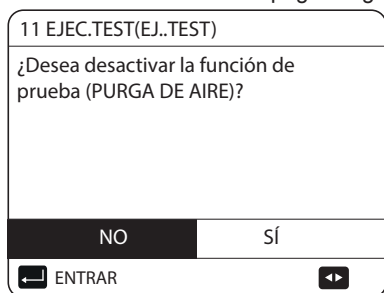 11 EJEC.TEST(EJ..TEST)
¿Desea desactivar la función de
prueba (PURGA DE AIRE)?
NO SÍ
ENTRAR